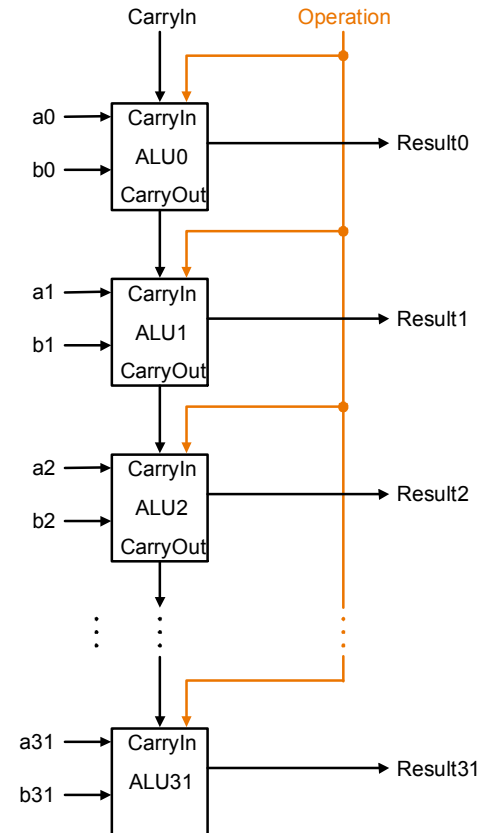 CarryIn
Operation
a0
CarryIn
b0
ALU0
CarryOut
Result0
a1
CarryIn
b1
ALU1
CarryOut
Result1
a2
CarryIn
b2
ALU2
CarryOut
Result2
a31
CarryIn
b31
ALU31
Result31